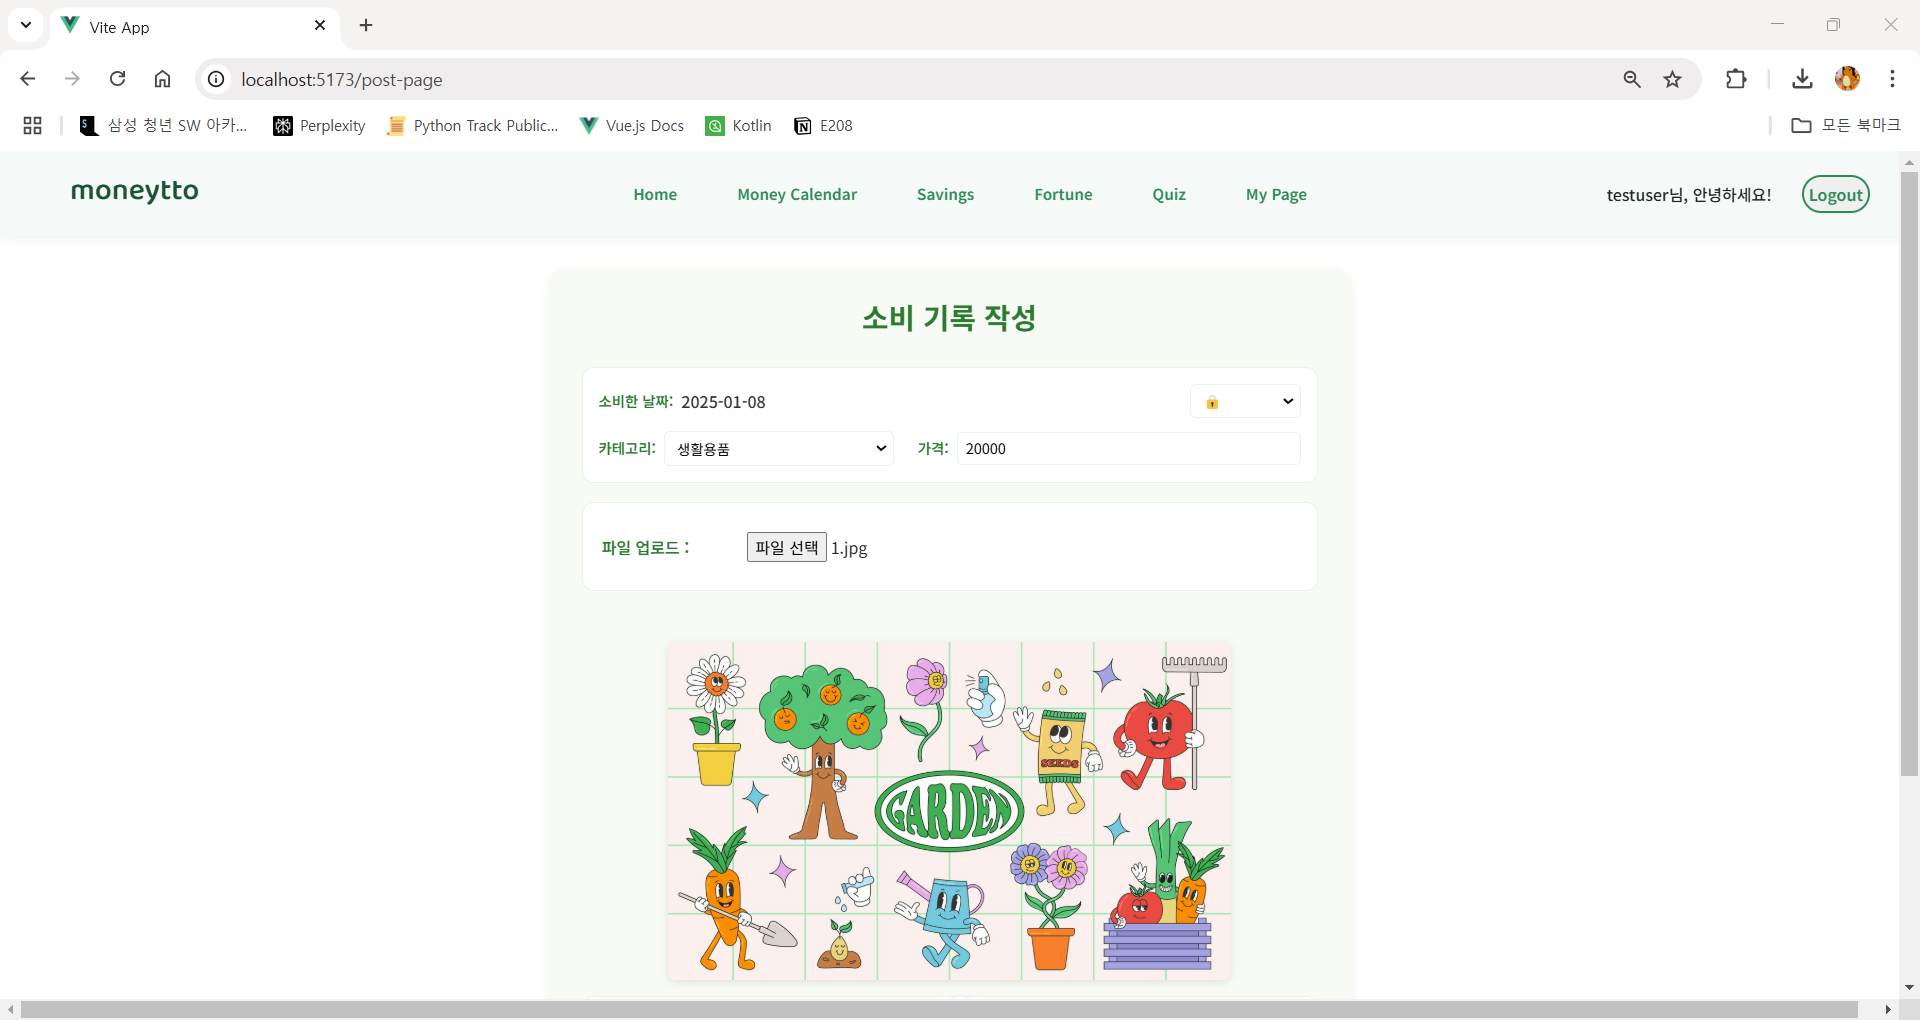 Vite App
localhost:5173/post-page
삼성 청년 SW 아카...
Perplexity
Python Track Public...
Vue.js Docs
Kotlin
E208
모든 북마크
moneytto
Home
Money Calendar
Savings
Fortune
Quiz
My Page
testuser님, 안녕하세요!
Logout
소비 기록 작성
소비한 날짜: 2025-01-08
카테고리: 생활용품
가격: 20000
파일 업로드 :
파일 선택 1.jpg
SEEDS
GARDEN